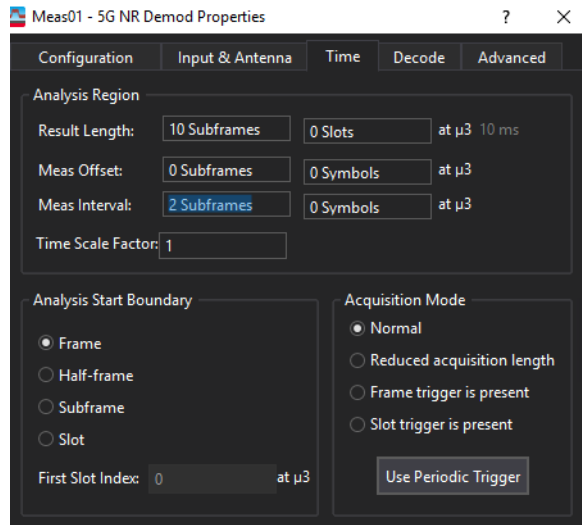 Meas01 - 5G NR Demod Properties ? ×
Configuration Input & Antenna Time Decode Advanced
Analysis Region
Result Length: 10 Subframes 0 Slots at µ3 10 ms
Meas Offset: 0 Subframes 0 Symbols at µ3
Meas Interval: 2 Subframes 0 Symbols at µ3
Time Scale Factor: 1
Analysis Start Boundary
Frame
Half-frame
Subframe
Slot
First Slot Index: 0 at µ3
Acquisition Mode
Normal
Reduced acquisition length
Frame trigger is present
Slot trigger is present
Use Periodic Trigger